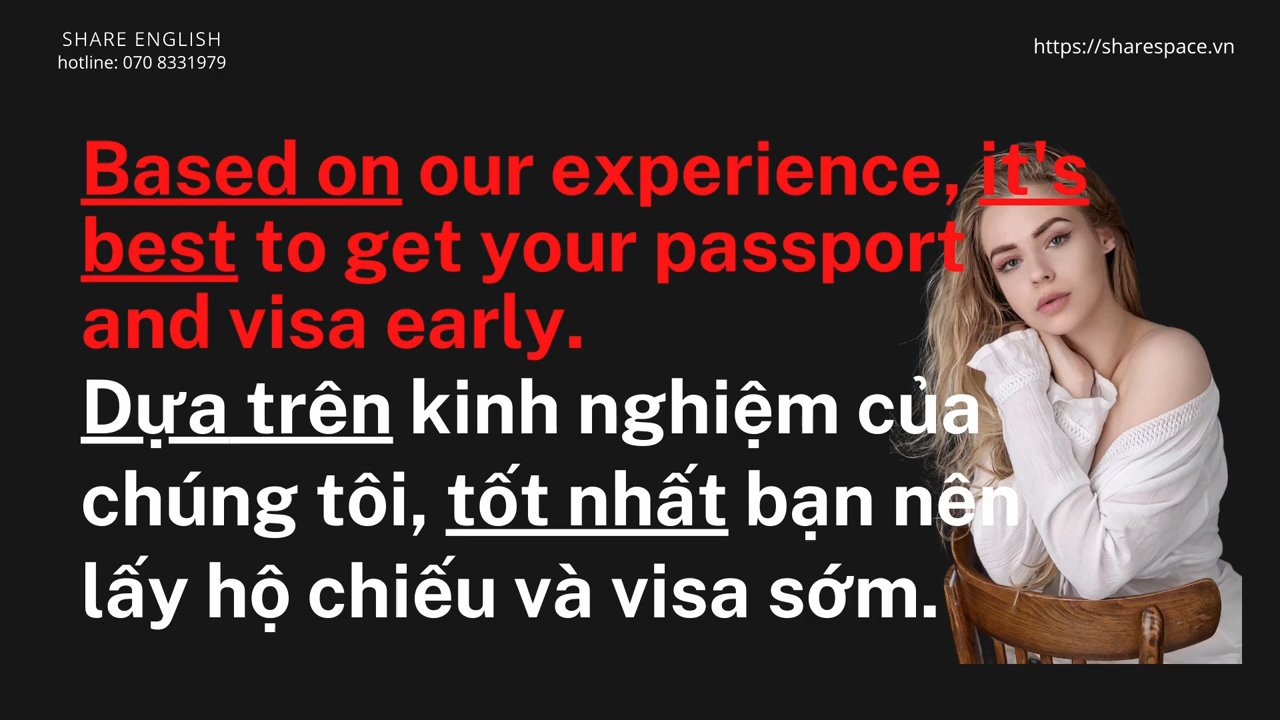 SHARE ENGLISH
hotline: 070 8331979
https://sharespace.vn
Based on our experience, it's
best to get your passport
and visa early.
Dựa trên kinh nghiệm của
chúng tôi, tốt nhất bạn nên
lấy hộ chiếu và visa sớm.